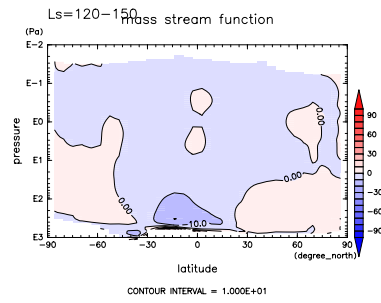 Ls=120-150
mass stream function
(Pa)
E-2
E-1
E0
E1
E2
E3
pressure
0.00
0.00
0.00
-10.0
-90 -60 -30 0 30 60 90
(degree_north)
latitude
90
60
30
0
-30
-60
-90
CONTOUR INTERVAL = 1.000E+01